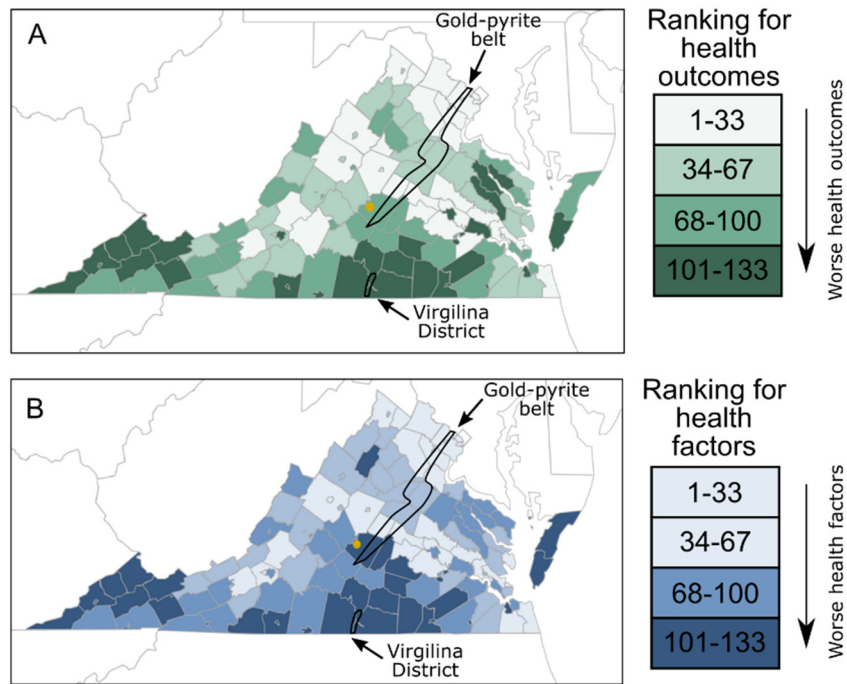 A
Gold-pyrite
belt
Virgilina
District
Ranking for
health
outcomes
1-33
34-67
68-100
101-133
Worse health outcomes
B
Gold-pyrite
belt
Virgilina
District
Ranking for
health
factors
1-33
34-67
68-100
101-133
Worse health factors